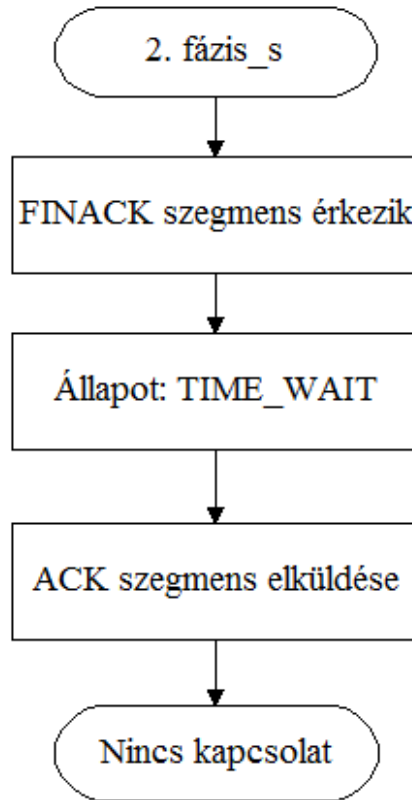 2. fázis_s
FINACK szegmens érkezik
Állapot: TIME_WAIT
ACK szegmens elküldése
Nincs kapcsolat